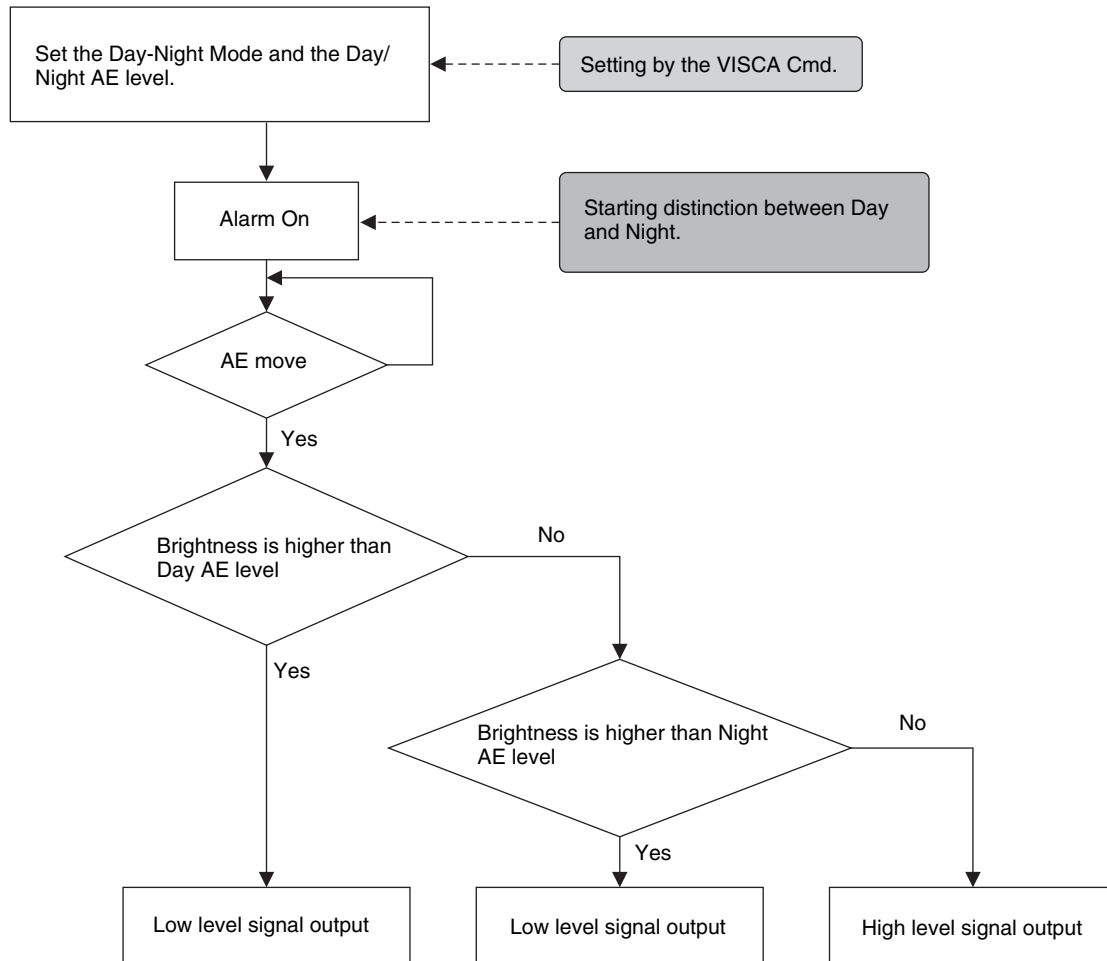 Set the Day-Night Mode and the Day/
Night AE level.
Setting by the VISCA Cmd.
Alarm On
Starting distinction between Day
and Night.
AE move
Yes
Brightness is higher than
Day AE level
No
Yes
Brightness is higher than Night
AE level
No
Yes
Low level signal output
Low level signal output
High level signal output